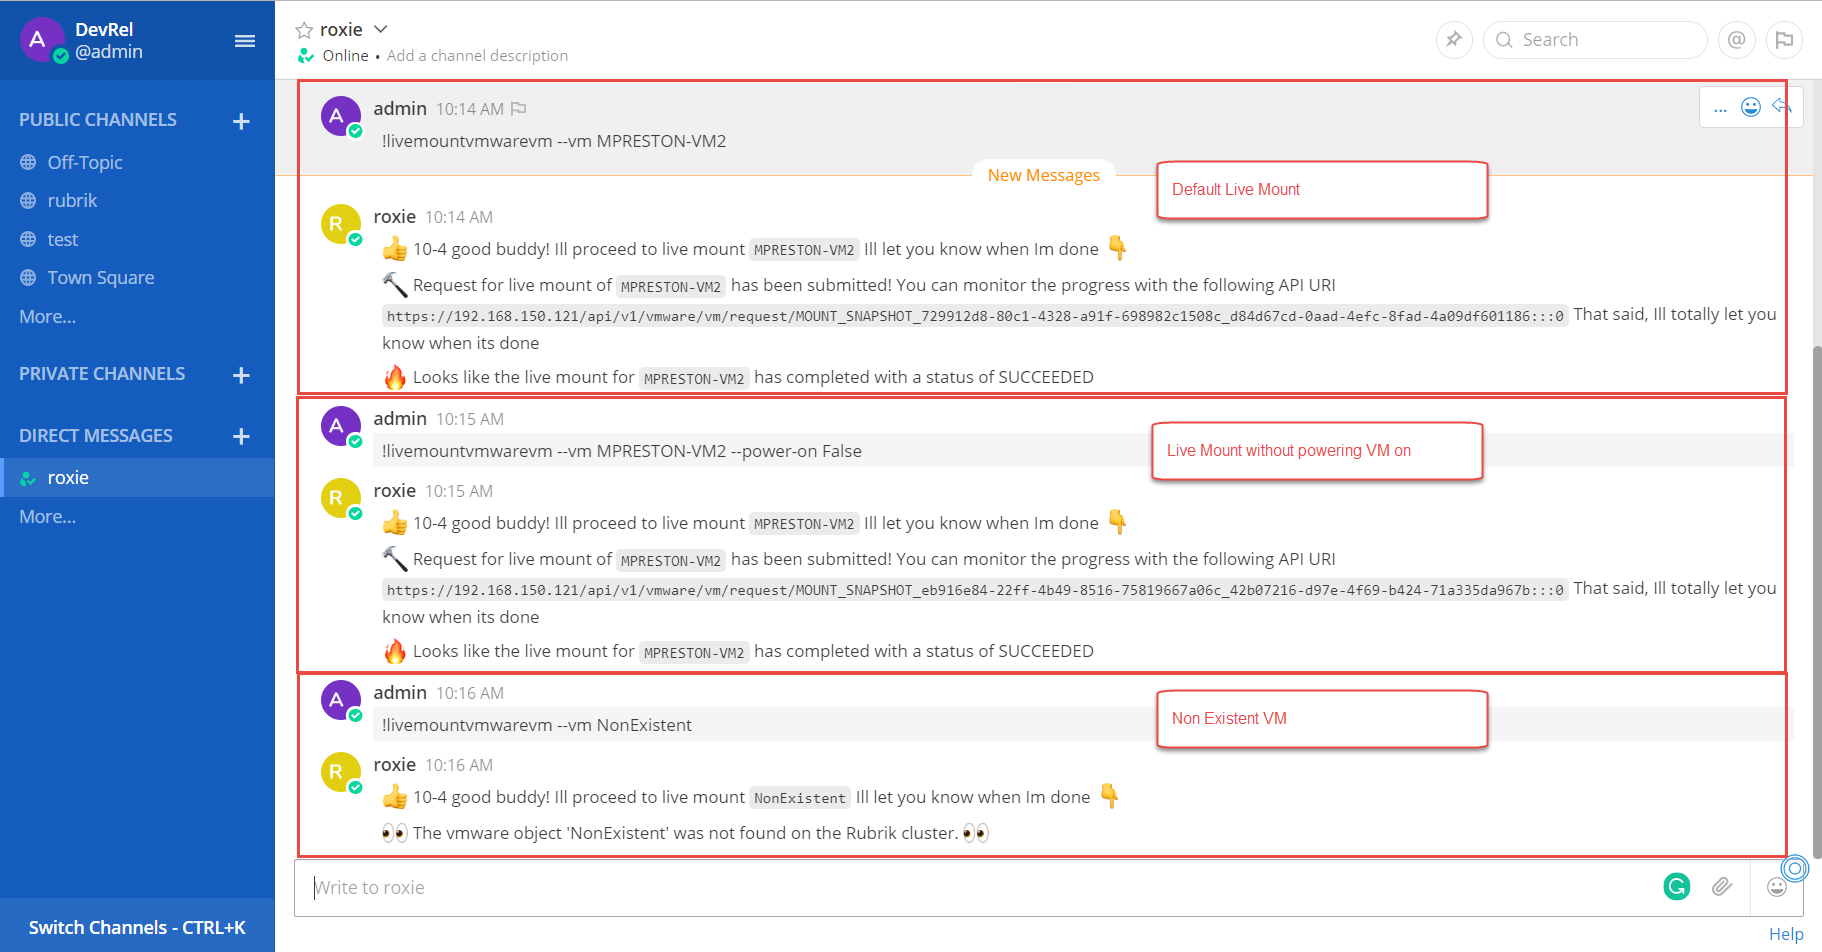 DevRel
@admin
PUBLIC CHANNELS
Off-Topic
rubrik
test
Town Square
More...
PRIVATE CHANNELS
DIRECT MESSAGES
roxie
More...
Switch Channels - CTRL+K
roxie
Online • Add a channel description
Search
A
admin 10:14 AM
!livemountvmwarevm --vm MPRESTON-VM2
New Messages
Default Live Mount
R
roxie 10:14 AM
10-4 good buddy! Ill proceed to live mount MPRESTON-VM2 Ill let you know when Im done
Request for live mount of MPRESTON-VM2 has been submitted! You can monitor the progress with the following API URI
https://192.168.150.121/api/v1/vmware/vm/request/MOUNT_SNAPSHOT_729912d8-80c1-4328-a91f-698982c1508c_d84d67cd-0aad-4efc-8fad-4a09df601186:::0 That said, Ill totally let you
know when its done
Looks like the live mount for MPRESTON-VM2 has completed with a status of SUCCEEDED
A
admin 10:15 AM
!livemountvmwarevm --vm MPRESTON-VM2 --power-on False
Live Mount without powering VM on
R
roxie 10:15 AM
10-4 good buddy! Ill proceed to live mount MPRESTON-VM2 Ill let you know when Im done
Request for live mount of MPRESTON-VM2 has been submitted! You can monitor the progress with the following API URI
https://192.168.150.121/api/v1/vmware/vm/request/MOUNT_SNAPSHOT_eb916e84-22ff-4b49-8516-75819667a06c_42b07216-d97e-4f69-b424-71a335da967b:::0 That said, Ill totally let you
know when its done
Looks like the live mount for MPRESTON-VM2 has completed with a status of SUCCEEDED
A
admin 10:16 AM
!livemountvmwarevm --vm NonExistent
Non Existent VM
R
roxie 10:16 AM
10-4 good buddy! Ill proceed to live mount NonExistent Ill let you know when Im done
The vmware object 'NonExistent' was not found on the Rubrik cluster.
Write to roxie
Help